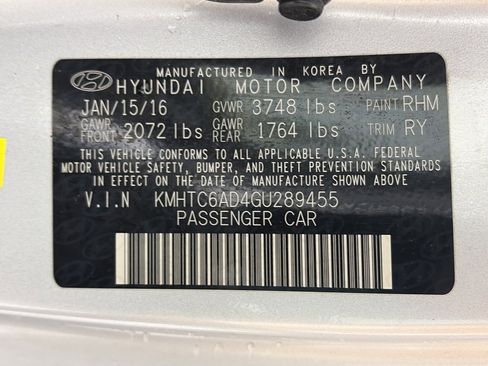 MANUFACTURED IN KOREA BY
HYUNDAI MOTOR COMPANY
JAN/15/16 GVWR 3748 lbs PAINT RHM
GAWR FRONT 2072 lbs GAWR REAR 1764 lbs TRIM RY
THIS VEHICLE CONFORMS TO ALL APPLICABLE U.S.A. FEDERAL
MOTOR VEHICLE SAFETY, BUMPER, AND THEFT PREVENTION STANDARDS
IN EFFECT ON THE DATE OF MANUFACTURE SHOWN ABOVE.
V.I.N KMHTC6AD4GU289455
PASSENGER CAR